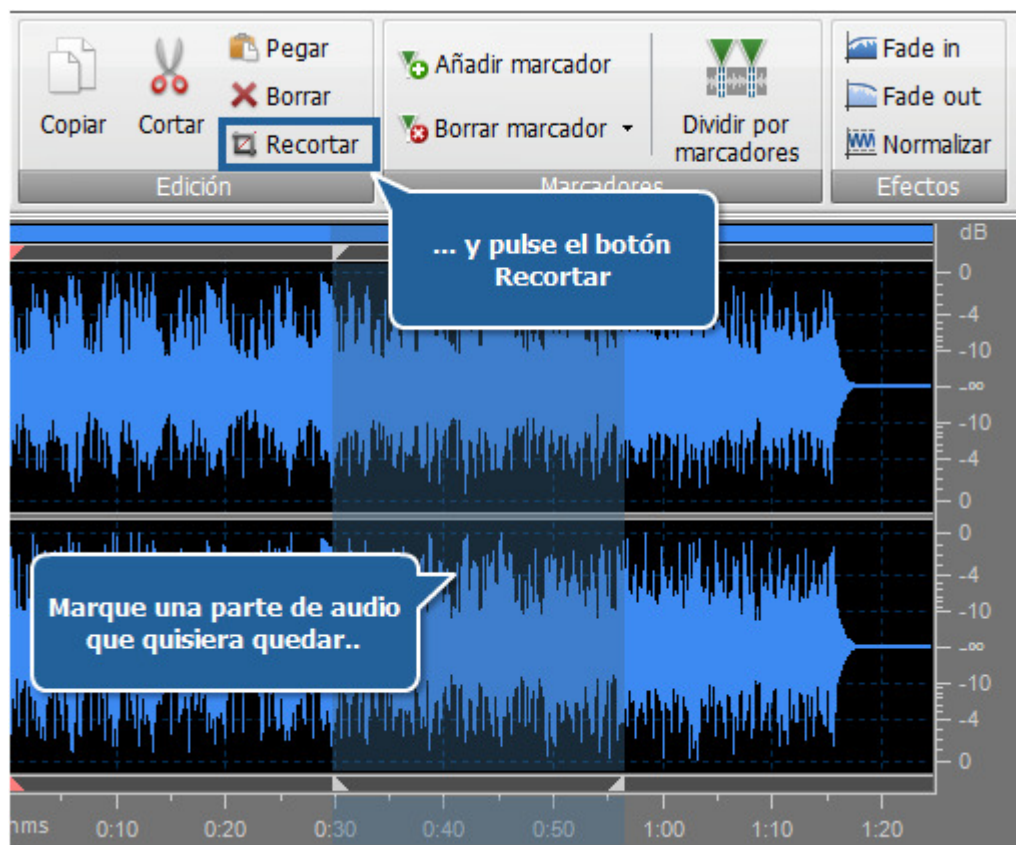 Copiar
Cortar
Pegar
Borrar
Recortar
Edición
Añadir marcador
Borrar marcador
Dividir por
marcadores
Marcadores
Fade in
Fade out
Normalizar
Efectos
... y pulse el botón
Recortar
Marque una parte de audio
que quisiera quedar..
dB
0
-4
-10
-∞
-10
-4
0
0
-4
-10
-∞
-10
-4
0
hms 0:10 0:20 0:30 0:40 0:50 1:00 1:10 1:20